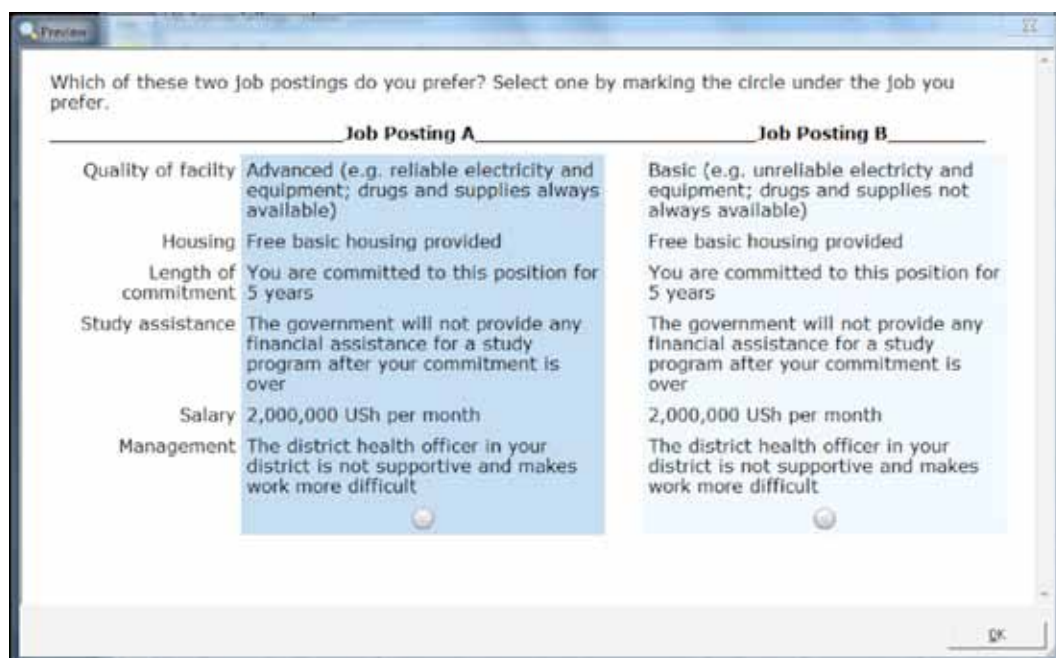 Preview
Which of these two job postings do you prefer? Select one by marking the circle under the job you
prefer.
Job Posting A Job Posting B
Quality of facilty Advanced (e.g. reliable electricity and Basic (e.g. unreliable electricty and
equipment; drugs and supplies always equipment; drugs and supplies not
available) always available)
Housing Free basic housing provided Free basic housing provided
Length of You are committed to this position for You are committed to this position for
commitment 5 years 5 years
Study assistance The government will not provide any The government will not provide any
financial assistance for a study financial assistance for a study
program after your commitment is program after your commitment is
over over
Salary 2,000,000 USh per month 2,000,000 USh per month
Management The district health officer in your The district health officer in your
district is not supportive and makes district is not supportive and makes
work more difficult work more difficult
OK